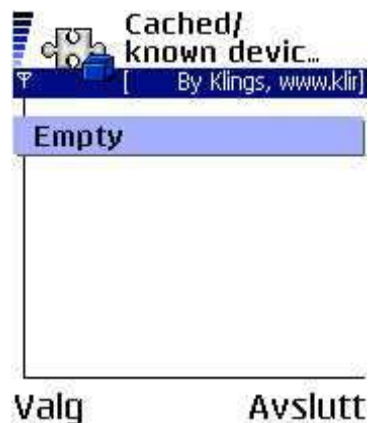 Cached/
known devic...
[ By Klings, www.klir]
Empty
Valg Avslutt